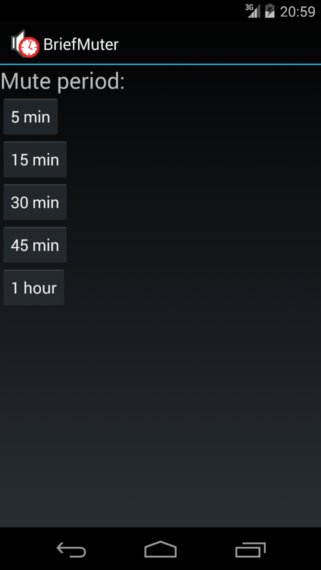 3G 20:59
BriefMuter
Mute period:
5 min
15 min
30 min
45 min
1 hour